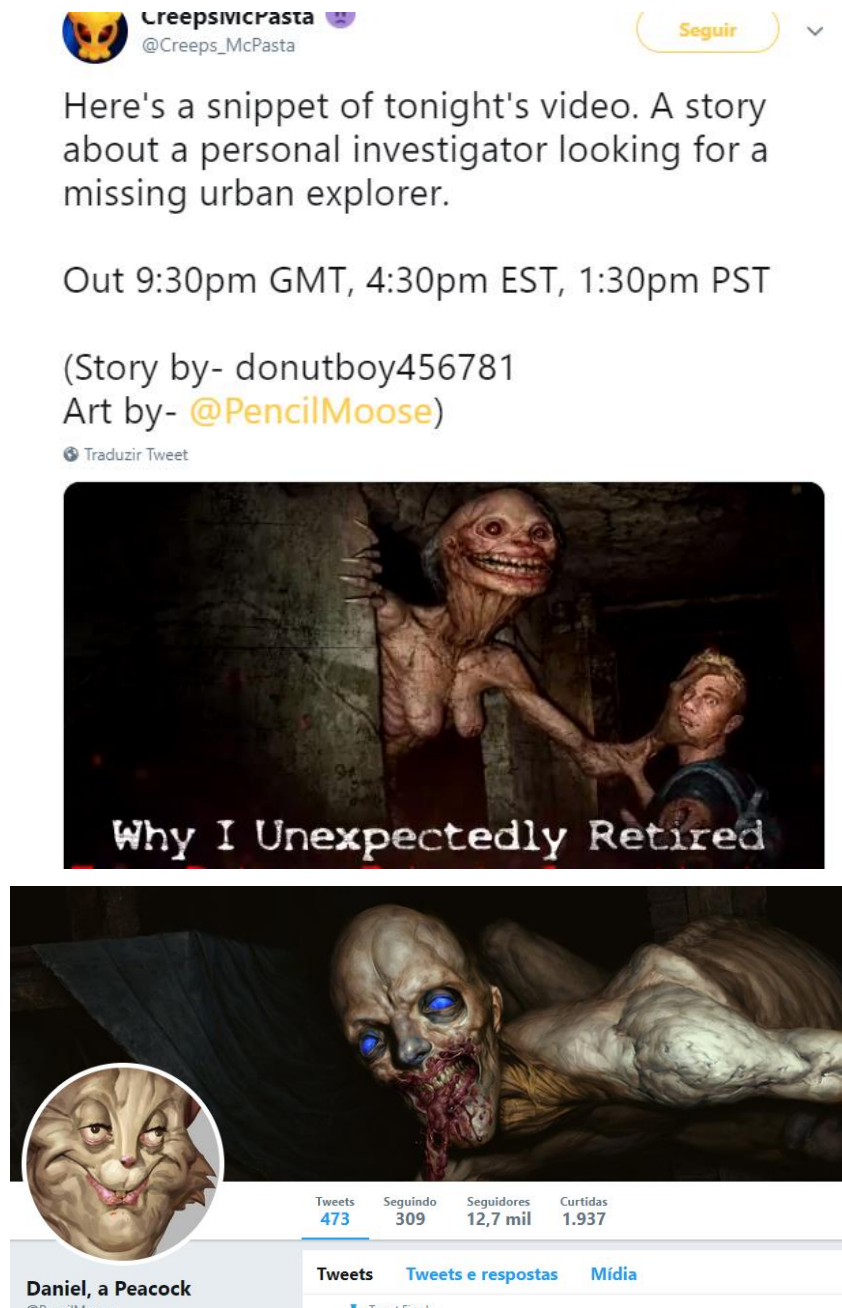 CreepsMcPasta
@Creeps_McPasta
Seguir
Here's a snippet of tonight's video. A story
about a personal investigator looking for a
missing urban explorer.
Out 9:30pm GMT, 4:30pm EST, 1:30pm PST
(Story by- donutboy456781
Art by- @PencilMoose)
Traduzir Tweet
Why I Unexpectedly Retired
Tweets Seguindo Seguidores Curtidas
473 309 12,7 mil 1.937
Tweets Tweets e respostas Mídia
Daniel, a Peacock